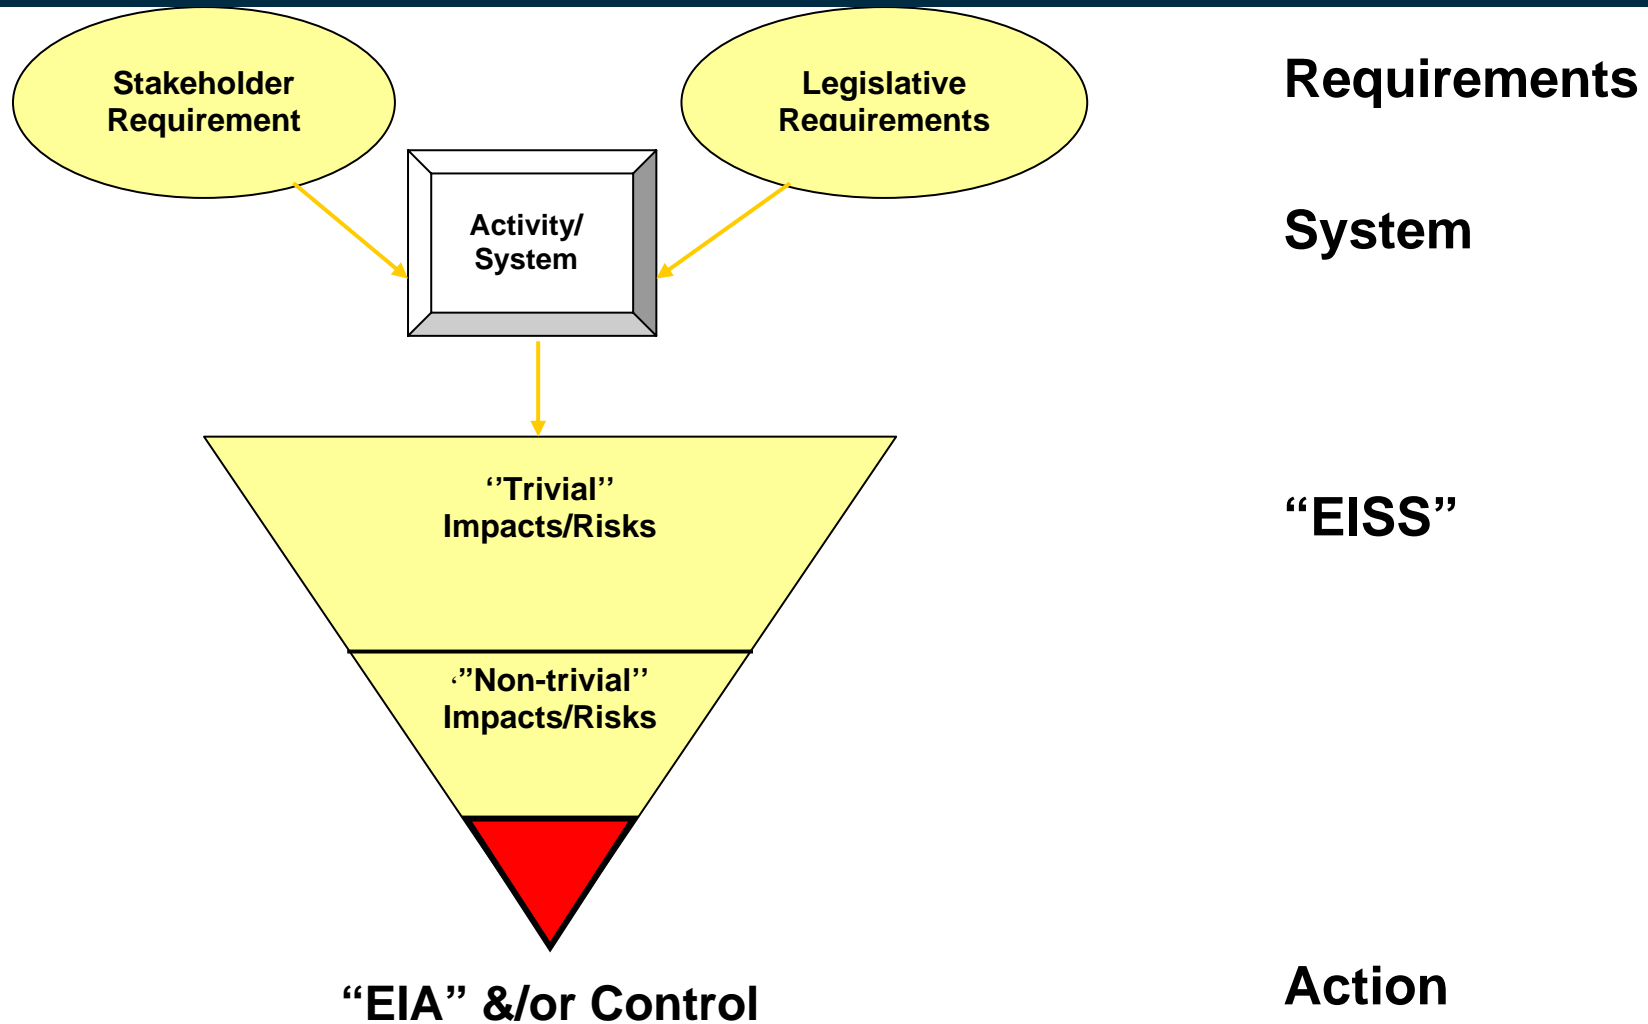 Stakeholder
Requirement
Legislative
Requirements
Requirements
Activity/
System
System
‘’Trivial’’
Impacts/Risks
“EISS”
‘”Non-trivial’’
Impacts/Risks
“EIA” &/or Control
Action